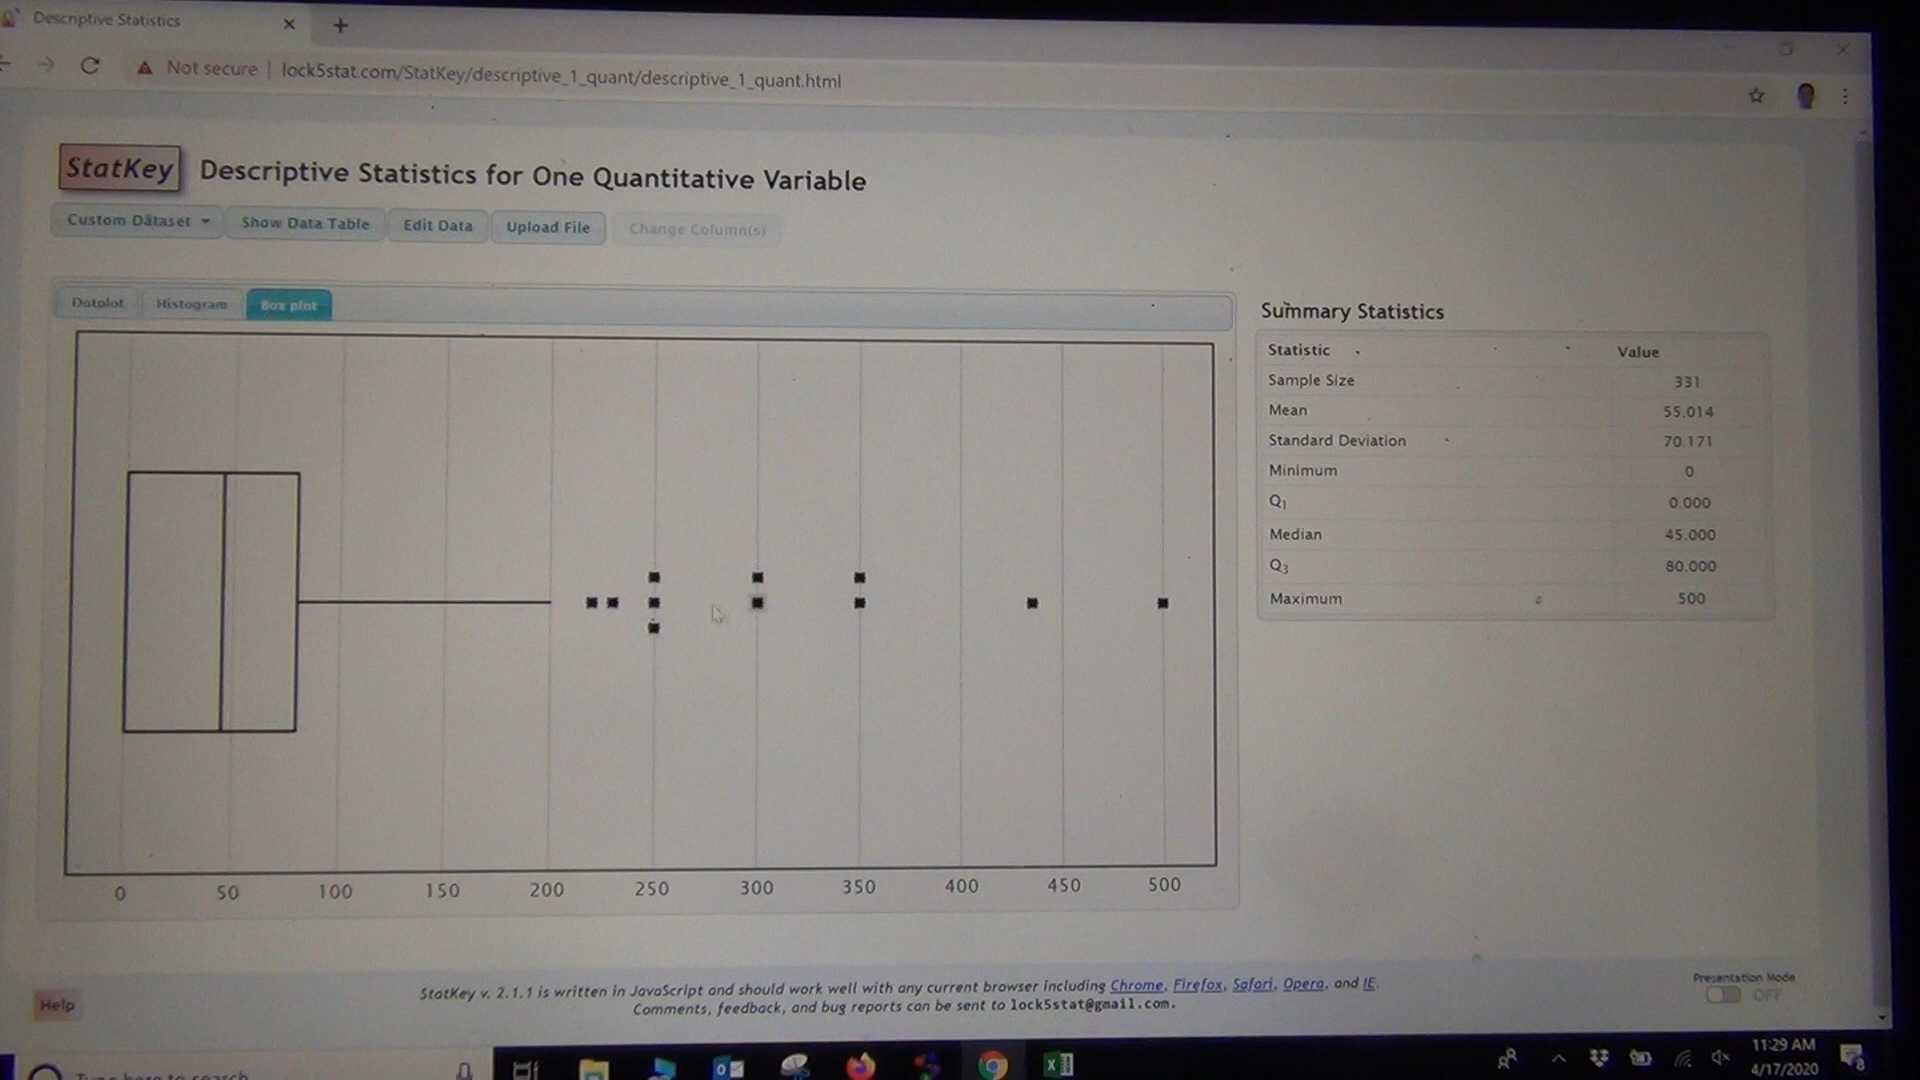 Descriptive Statistics
Not secure | lock5stat.com/StatKey/descriptive_1_quant/descriptive_1_quant.html
StatKey Descriptive Statistics for One Quantitative Variable
Custom Dataset Show Data Table Edit Data Upload File Change Column(s)
Dotplot Histogram Box plot
Summary Statistics
Statistic Value
Sample Size 331
Mean 55.014
Standard Deviation 70.171
Minimum 0
Q1 0.000
Median 45.000
Q3 80.000
Maximum 500
0 50 100 150 200 250 300 350 400 450 500
StatKey v. 2.1.1 is written in JavaScript and should work well with any current browser including Chrome, Firefox, Safari, Opera, and IE.
Comments, feedback, and bug reports can be sent to lock5stat@gmail.com.
Help
Presentation Mode
OFF
Type here to search
11:29 AM
4/17/2020
8